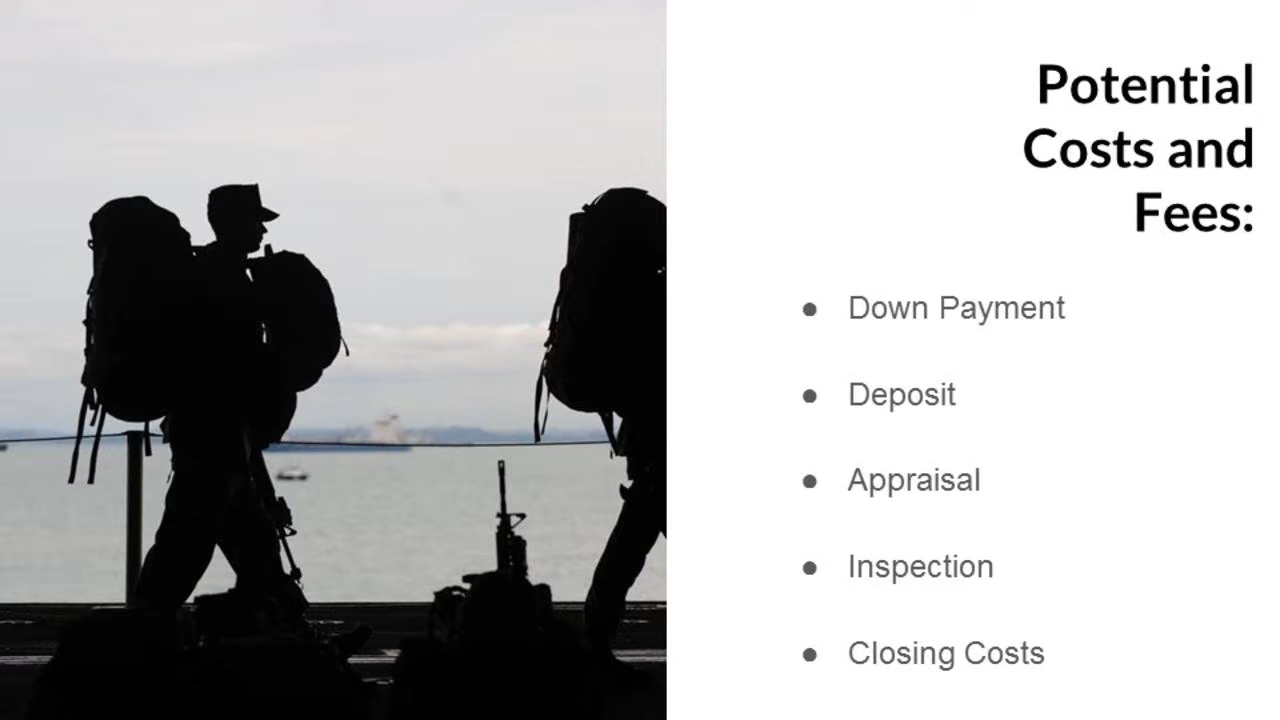 Potential
Costs and
Fees:
● Down Payment
● Deposit
● Appraisal
● Inspection
● Closing Costs